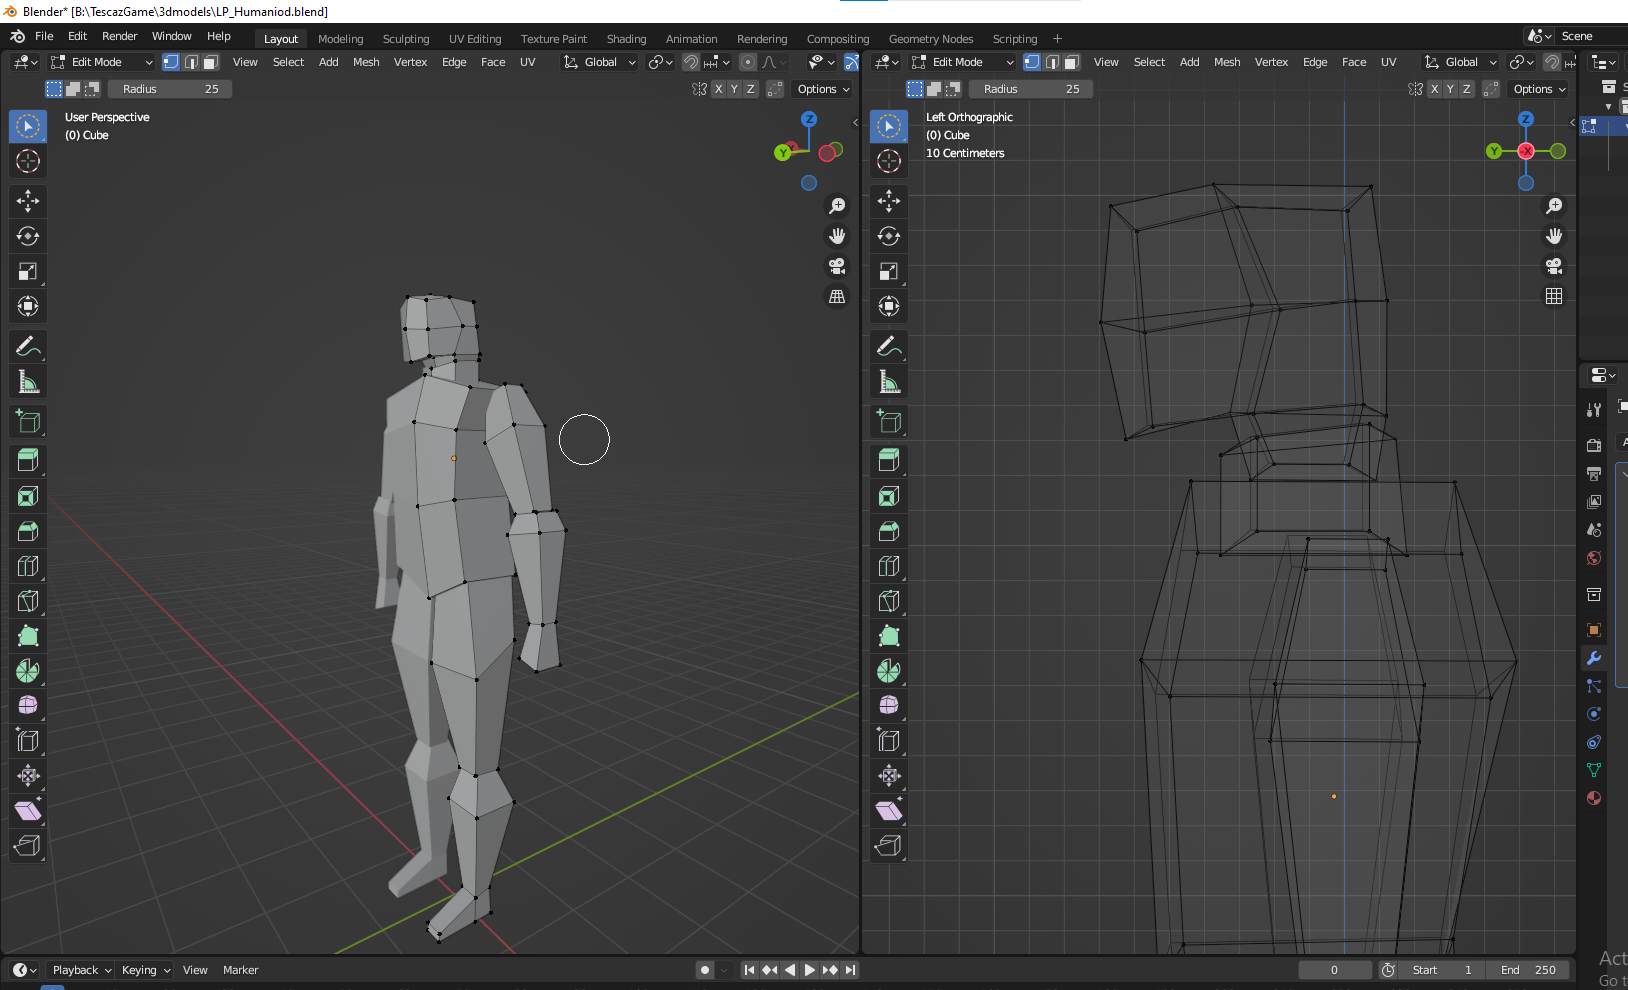 Blender* [B:\TescazGame\3dmodels\LP_Humaniod.blend]
File Edit Render Window Help Layout Modeling Sculpting UV Editing Texture Paint Shading Animation Rendering Compositing Geometry Nodes Scripting + Scene
Edit Mode View Select Add Mesh Vertex Edge Face UV Global
Edit Mode View Select Add Mesh Vertex Edge Face UV Global
Radius 25 X Y Z Options
Radius 25 X Y Z Options
User Perspective
(0) Cube
Z
Y
Left Orthographic
(0) Cube
10 Centimeters
Z
Y -X
Playback Keying View Marker 0 Start 1 End 250
Act
Go t